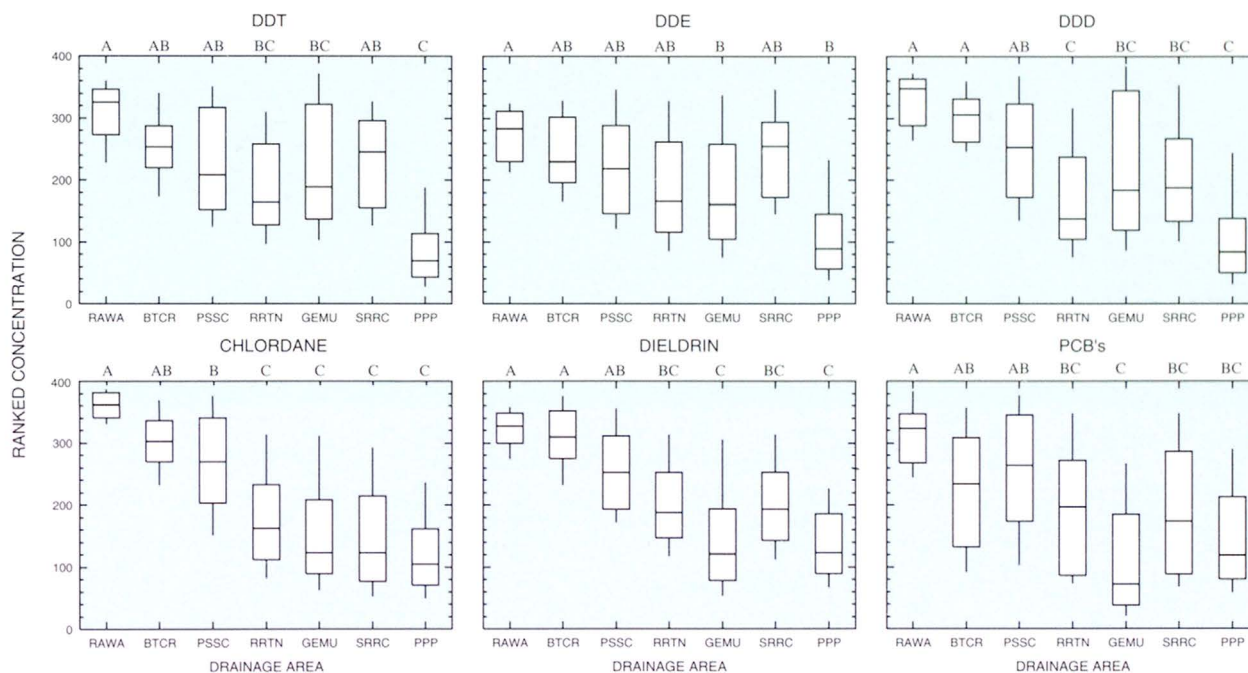 DDT DDE DDD
A AB AB BC BC AB C A AB AB AB B AB B A A AB C BC BC C
400
300
200
100
0
RAWA BTCR PSSC RRTN GEMU SRRC PPP RAWA BTCR PSSC RRTN GEMU SRRC PPP RAWA BTCR PSSC RRTN GEMU SRRC PPP
RANKED CONCENTRATION
CHLORDANE DIELDRIN PCB's
A AB B C C C C A A AB BC C BC C A AB AB BC C BC BC
400
300
200
100
0
RAWA BTCR PSSC RRTN GEMU SRRC PPP RAWA BTCR PSSC RRTN GEMU SRRC PPP RAWA BTCR PSSC RRTN GEMU SRRC PPP
DRAINAGE AREA DRAINAGE AREA DRAINAGE AREA